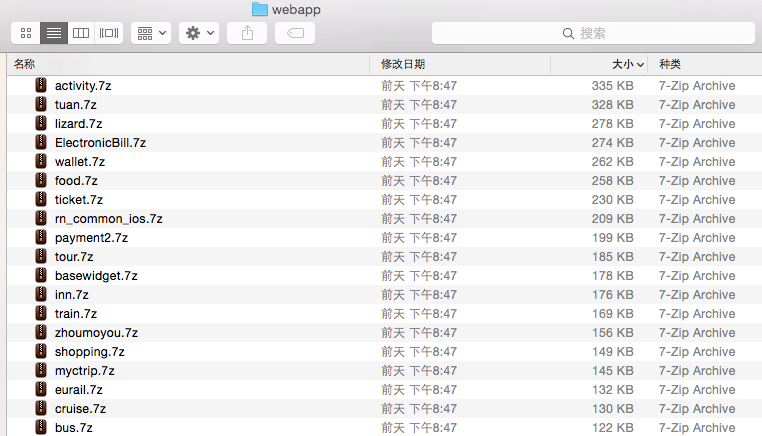 webapp
搜索
名称 修改日期 大小 种类
activity.7z 前天 下午8:47 335 KB 7-Zip Archive
tuan.7z 前天 下午8:47 328 KB 7-Zip Archive
lizard.7z 前天 下午8:47 278 KB 7-Zip Archive
ElectronicBill.7z 前天 下午8:47 274 KB 7-Zip Archive
wallet.7z 前天 下午8:47 262 KB 7-Zip Archive
food.7z 前天 下午8:47 258 KB 7-Zip Archive
ticket.7z 前天 下午8:47 230 KB 7-Zip Archive
rn_common_ios.7z 前天 下午8:47 209 KB 7-Zip Archive
payment2.7z 前天 下午8:47 199 KB 7-Zip Archive
tour.7z 前天 下午8:47 185 KB 7-Zip Archive
basewidget.7z 前天 下午8:47 178 KB 7-Zip Archive
inn.7z 前天 下午8:47 176 KB 7-Zip Archive
train.7z 前天 下午8:47 169 KB 7-Zip Archive
zhoumoyou.7z 前天 下午8:47 156 KB 7-Zip Archive
shopping.7z 前天 下午8:47 149 KB 7-Zip Archive
myctrip.7z 前天 下午8:47 145 KB 7-Zip Archive
eurail.7z 前天 下午8:47 132 KB 7-Zip Archive
cruise.7z 前天 下午8:47 130 KB 7-Zip Archive
bus.7z 前天 下午8:47 122 KB 7-Zip Archive